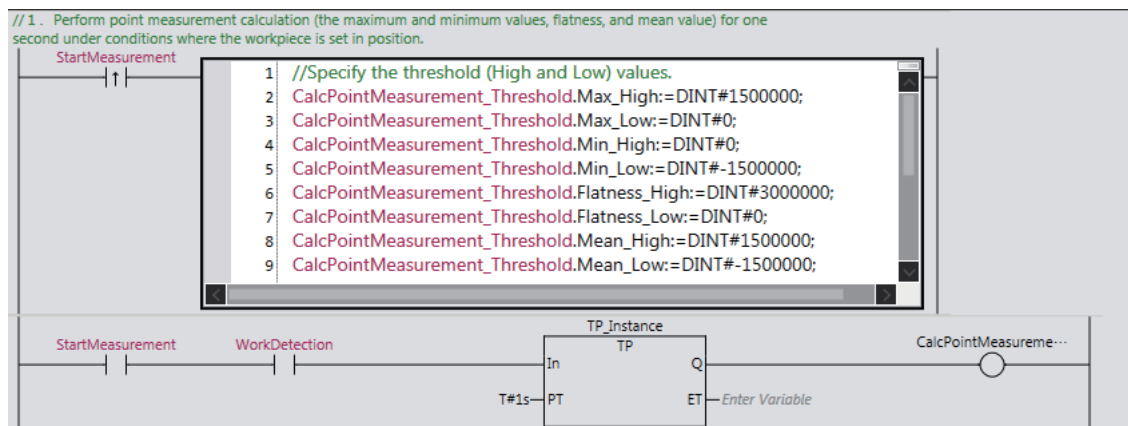 // 1 .  Perform point measurement calculation (the maximum and minimum values, flatness, and mean value) for one
second under conditions where the workpiece is set in position.
StartMeasurement
1 //Specify the threshold (High and Low) values.
2 CalcPointMeasurement_Threshold.Max_High:=DINT#1500000;
3 CalcPointMeasurement_Threshold.Max_Low:=DINT#0;
4 CalcPointMeasurement_Threshold.Min_High:=DINT#0;
5 CalcPointMeasurement_Threshold.Min_Low:=DINT#-1500000;
6 CalcPointMeasurement_Threshold.Flatness_High:=DINT#3000000;
7 CalcPointMeasurement_Threshold.Flatness_Low:=DINT#0;
8 CalcPointMeasurement_Threshold.Mean_High:=DINT#1500000;
9 CalcPointMeasurement_Threshold.Mean_Low:=DINT#-1500000;
TP_Instance
StartMeasurement WorkDetection TP CalcPointMeasureme···
In Q
T#1s PT ET Enter Variable